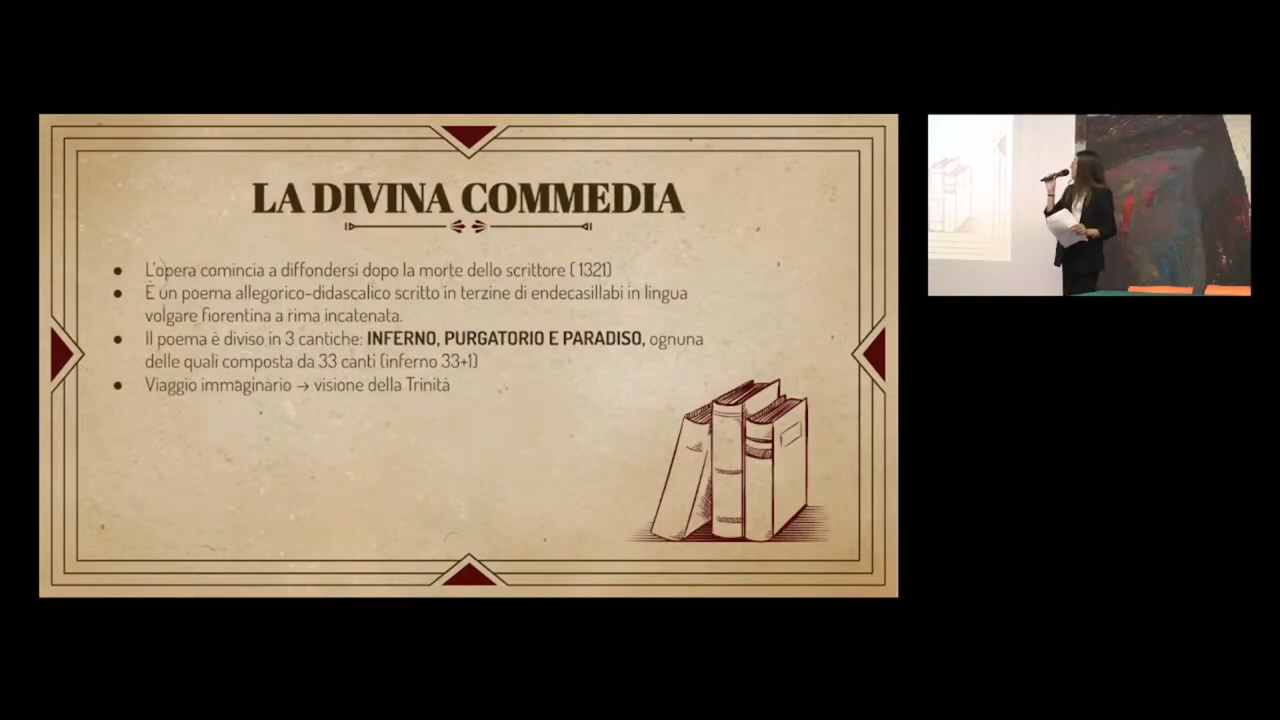 LA DIVINA COMMEDIA
● L'opera comincia a diffondersi dopo la morte dello scrittore ( 1321)
● È un poema allegorico-didascalico scritto in terzine di endecasillabi in lingua
volgare fiorentina a rima incatenata.
● Il poema è diviso in 3 cantiche: INFERNO, PURGATORIO E PARADISO, ognuna
delle quali composta da 33 canti (inferno 33+1)
● Viaggio immaginario → visione della Trinità